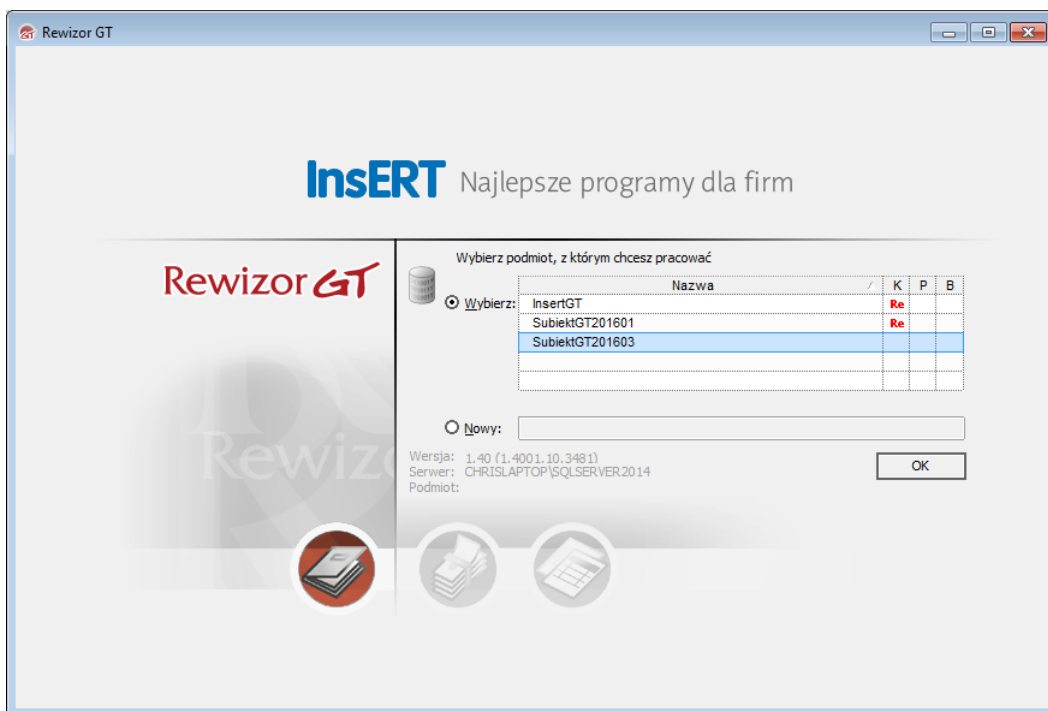 Rewizor GT
InsERT Najlepsze programy dla firm
Rewizor GT
Wybierz podmiot, z którym chcesz pracować
Wybierz:
Nazwa K P B
InsertGT Re
SubiektGT201601 Re
SubiektGT201603
Nowy:
Rewizo
Wersja: 1.40 (1.4001.10.3481)
Serwer: CHRISLAPTOP\SQLSERVER2014
Podmiot:
OK